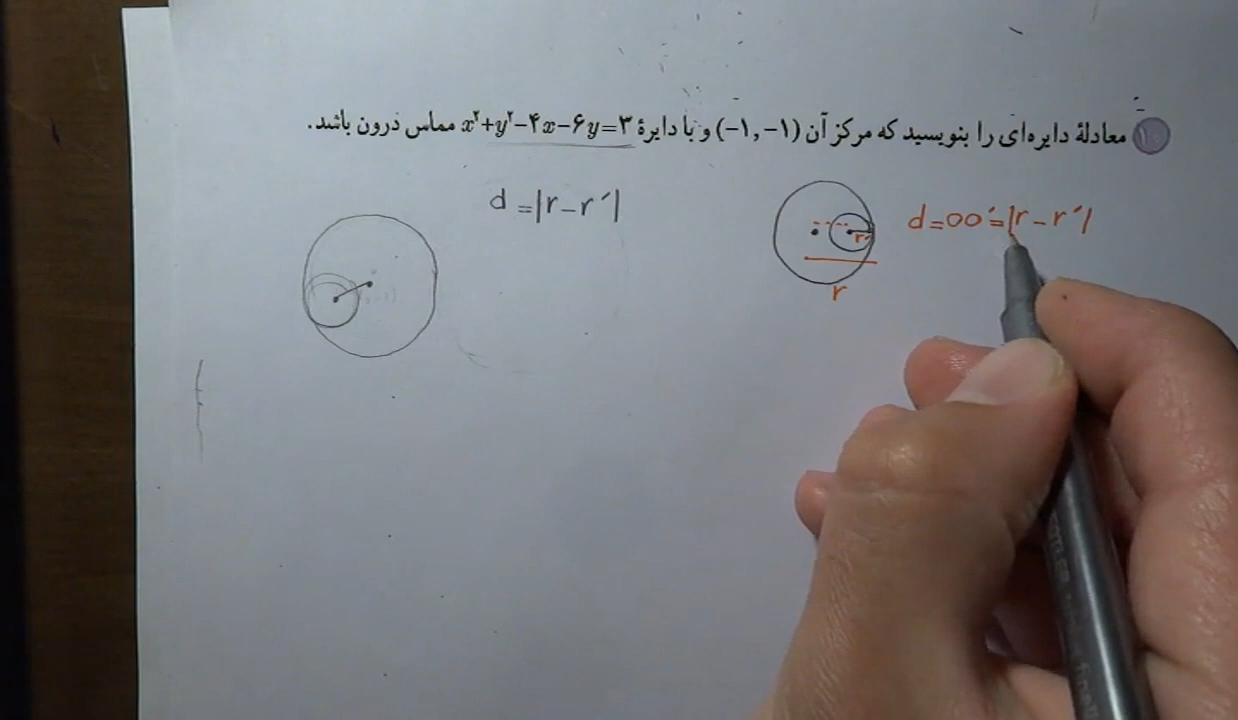 ۱۰ معادلهٔ دایره‌ای را بنویسید که مرکز آن (−۱, −۱) و با دایرهٔ x²+y²−۴x−۶y=۳ مماس درون باشد.
d=|r-r′| d=OO′=|r-r′|
r′
r